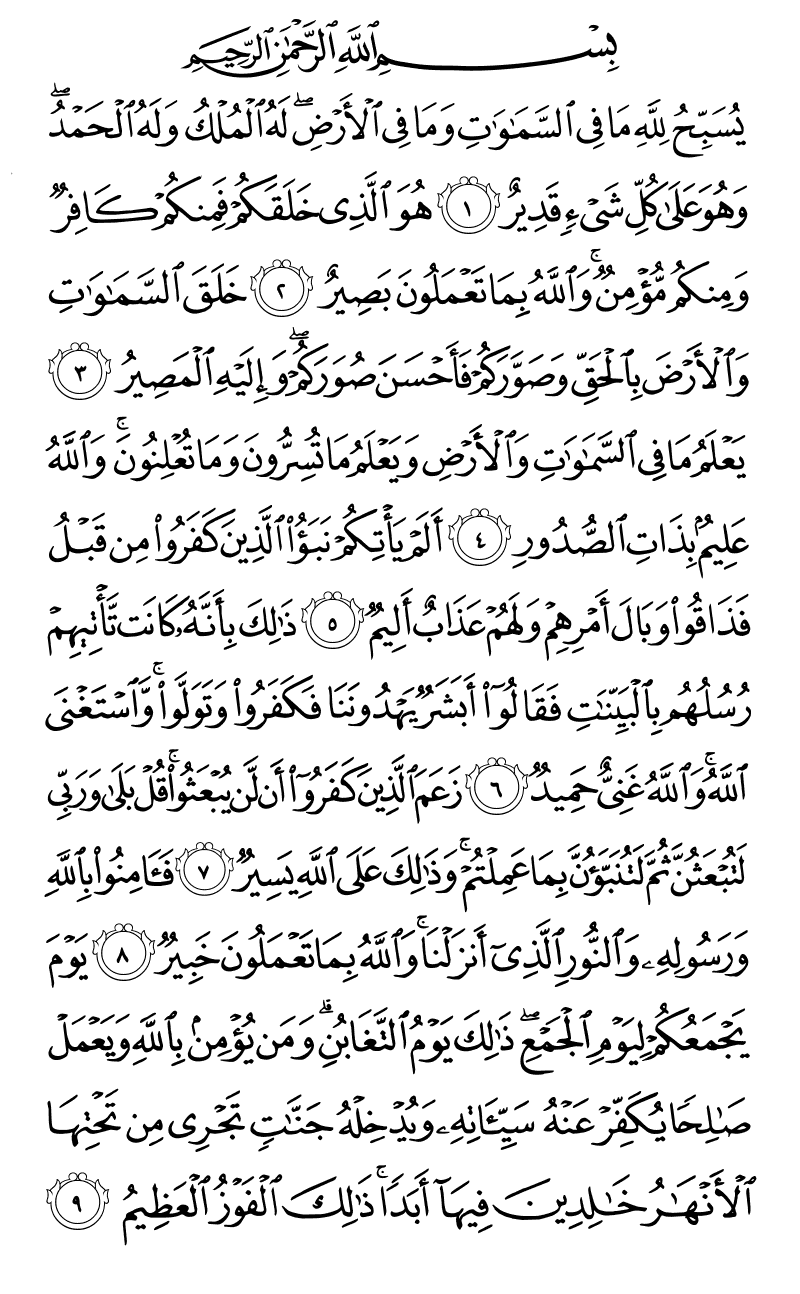 بِسْمِ ٱللَّهِ ٱلرَّحْمَٰنِ ٱلرَّحِيمِ
يُسَبِّحُ لِلَّهِ مَا فِى ٱلسَّمَٰوَٰتِ وَمَا فِى ٱلْأَرْضِ ۖ لَهُ ٱلْمُلْكُ وَلَهُ ٱلْحَمْدُ ۖ
وَهُوَ عَلَىٰ كُلِّ شَىْءٍ قَدِيرٌ ١ هُوَ ٱلَّذِى خَلَقَكُمْ فَمِنكُمْ كَافِرٌ
وَمِنكُم مُّؤْمِنٌ ۚ وَٱللَّهُ بِمَا تَعْمَلُونَ بَصِيرٌ ٢ خَلَقَ ٱلسَّمَٰوَٰتِ
وَٱلْأَرْضَ بِٱلْحَقِّ وَصَوَّرَكُمْ فَأَحْسَنَ صُوَرَكُمْ ۖ وَإِلَيْهِ ٱلْمَصِيرُ ٣
يَعْلَمُ مَا فِى ٱلسَّمَٰوَٰتِ وَٱلْأَرْضِ وَيَعْلَمُ مَا تُسِرُّونَ وَمَا تُعْلِنُونَ ۚ وَٱللَّهُ
عَلِيمٌۢ بِذَاتِ ٱلصُّدُورِ ٤ أَلَمْ يَأْتِكُمْ نَبَؤُا۟ ٱلَّذِينَ كَفَرُوا۟ مِن قَبْلُ
فَذَاقُوا۟ وَبَالَ أَمْرِهِمْ وَلَهُمْ عَذَابٌ أَلِيمٌ ٥ ذَٰلِكَ بِأَنَّهُۥ كَانَت تَّأْتِيهِمْ
رُسُلُهُم بِٱلْبَيِّنَٰتِ فَقَالُوٓا۟ أَبَشَرٌ يَهْدُونَنَا فَكَفَرُوا۟ وَتَوَلَّوا۟ ۚ وَّٱسْتَغْنَى
ٱللَّهُ ۚ وَٱللَّهُ غَنِىٌّ حَمِيدٌ ٦ زَعَمَ ٱلَّذِينَ كَفَرُوٓا۟ أَن لَّن يُبْعَثُوا۟ ۚ قُلْ بَلَىٰ وَرَبِّى
لَتُبْعَثُنَّ ثُمَّ لَتُنَبَّؤُنَّ بِمَا عَمِلْتُمْ ۚ وَذَٰلِكَ عَلَى ٱللَّهِ يَسِيرٌ ٧ فَـَٔامِنُوا۟ بِٱللَّهِ
وَرَسُولِهِۦ وَٱلنُّورِ ٱلَّذِىٓ أَنزَلْنَا ۚ وَٱللَّهُ بِمَا تَعْمَلُونَ خَبِيرٌ ٨ يَوْمَ
يَجْمَعُكُمْ لِيَوْمِ ٱلْجَمْعِ ۖ ذَٰلِكَ يَوْمُ ٱلتَّغَابُنِ ۗ وَمَن يُؤْمِنۢ بِٱللَّهِ وَيَعْمَلْ
صَٰلِحًا يُكَفِّرْ عَنْهُ سَيِّـَٔاتِهِۦ وَيُدْخِلْهُ جَنَّٰتٍ تَجْرِى مِن تَحْتِهَا
ٱلْأَنْهَٰرُ خَٰلِدِينَ فِيهَآ أَبَدًا ۚ ذَٰلِكَ ٱلْفَوْزُ ٱلْعَظِيمُ ٩